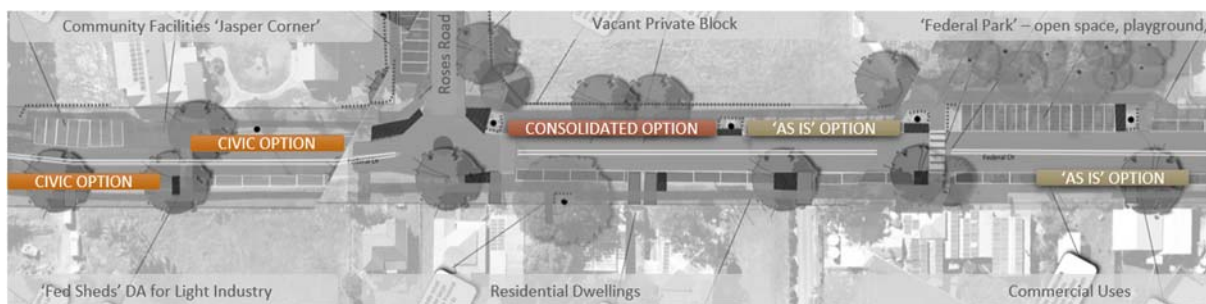 Community Facilities ‘Jasper Corner’
Vacant Private Block
‘Federal Park’ – open space, playground,
Roses Road
CIVIC OPTION
CONSOLIDATED OPTION
‘AS IS’ OPTION
Federal Dr
CIVIC OPTION
‘AS IS’ OPTION
‘Fed Sheds’ DA for Light Industry
Residential Dwellings
Commercial Uses